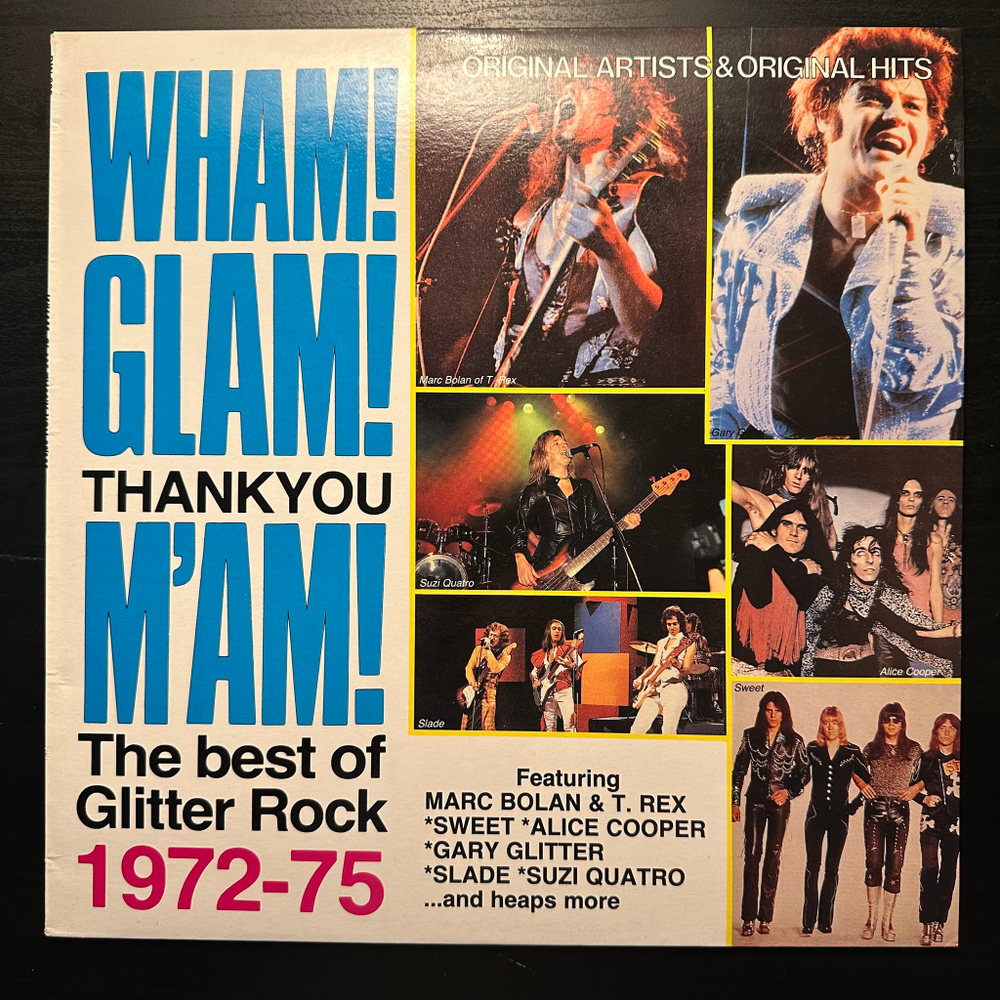 WHAM!
GLAM!
THANKYOU
M'AM!
The best of
Glitter Rock
1972-75
ORIGINAL ARTISTS & ORIGINAL HITS
Marc Bolan of T. Rex
Gary
Suzi Quatro
Alice Cooper
Slade
Sweet
Featuring
MARC BOLAN & T. REX
*SWEET *ALICE COOPER
*GARY GLITTER
*SLADE *SUZI QUATRO
...and heaps more